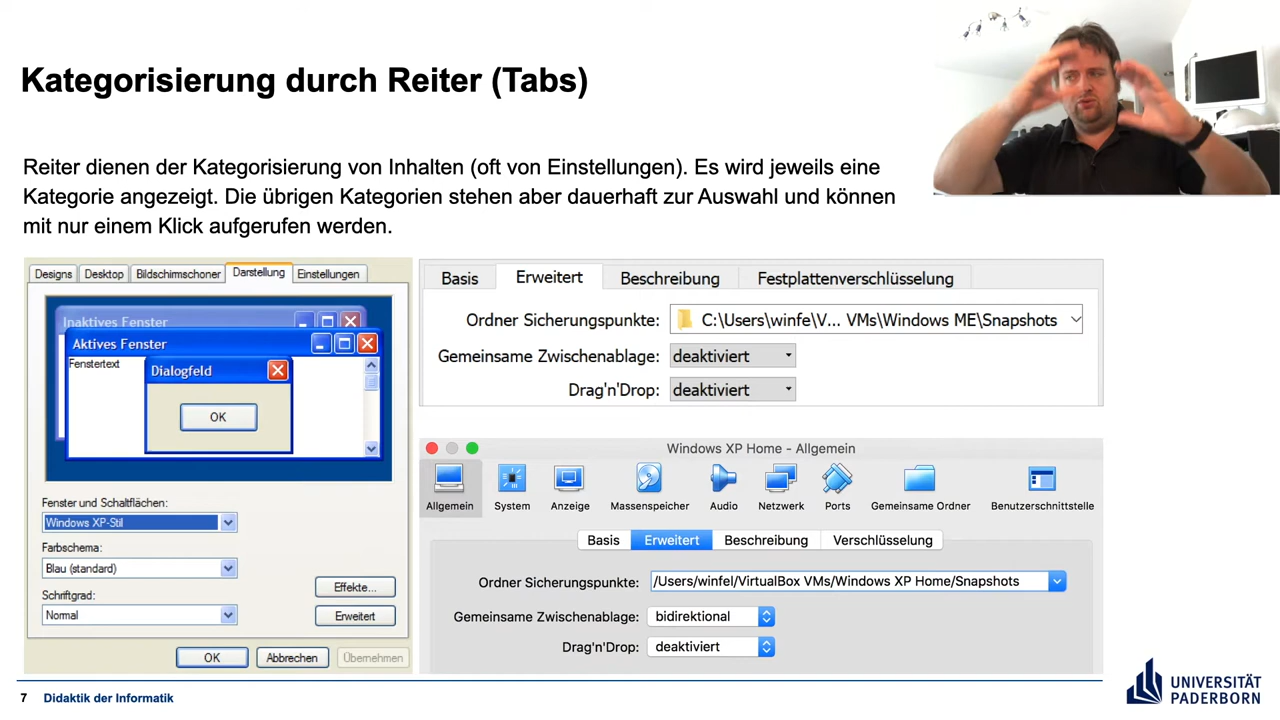 Kategorisierung durch Reiter (Tabs)
Reiter dienen der Kategorisierung von Inhalten (oft von Einstellungen). Es wird jeweils eine
Kategorie angezeigt. Die übrigen Kategorien stehen aber dauerhaft zur Auswahl und können
mit nur einem Klick aufgerufen werden.
Designs Desktop Bildschirmschoner Darstellung Einstellungen
Inaktives Fenster
Aktives Fenster
Fenstertext
Dialogfeld
OK
Fenster und Schaltflächen:
Windows XP-Stil
Farbschema:
Blau (standard)
Effekte...
Schriftgrad:
Normal
Erweitert
OK Abbrechen Übernehmen
Basis Erweitert Beschreibung Festplattenverschlüsselung
Ordner Sicherungspunkte: C:\Users\winfe\V... VMs\Windows ME\Snapshots
Gemeinsame Zwischenablage: deaktiviert
Drag'n'Drop: deaktiviert
Windows XP Home - Allgemein
Allgemein System Anzeige Massenspeicher Audio Netzwerk Ports Gemeinsame Ordner Benutzerschnittstelle
Basis Erweitert Beschreibung Verschlüsselung
Ordner Sicherungspunkte: /Users/winfel/VirtualBox VMs/Windows XP Home/Snapshots
Gemeinsame Zwischenablage: bidirektional
Drag'n'Drop: deaktiviert
7 Didaktik der Informatik
UNIVERSITÄT
PADERBORN